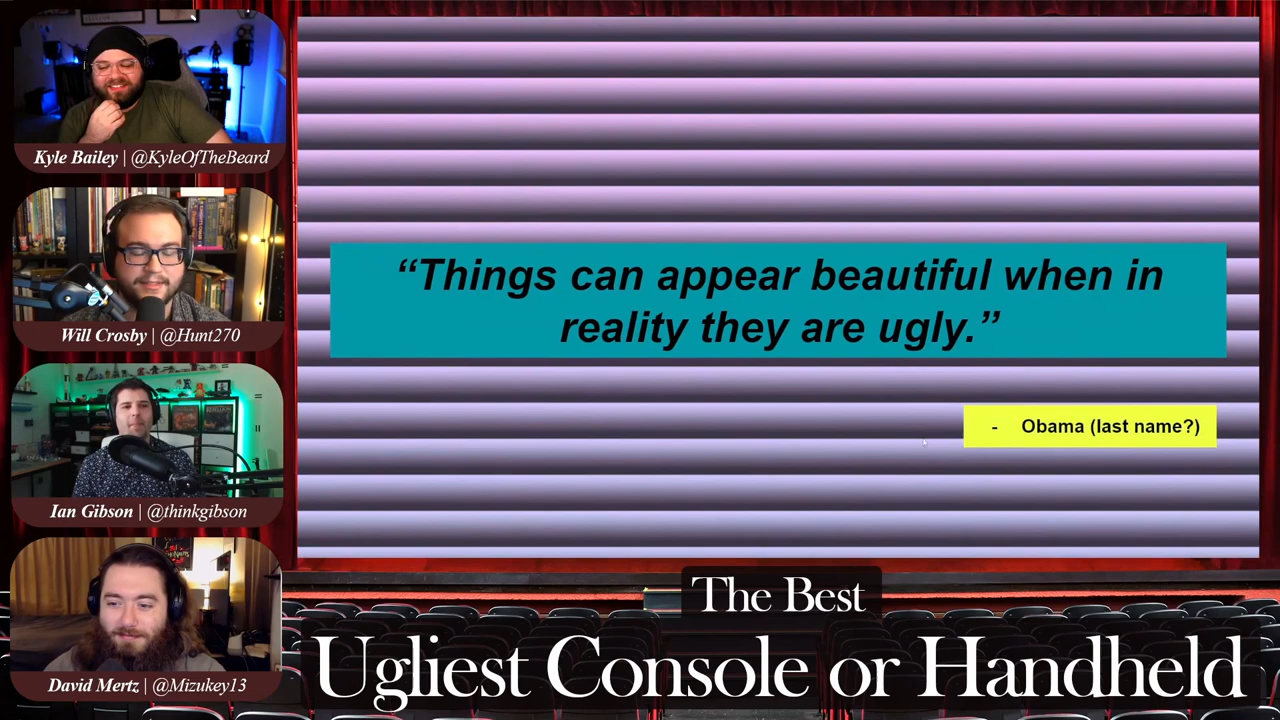 Kyle Bailey | @KyleOfTheBeard
Will Crosby | @Hunt270
Ian Gibson | @thinkgibson
David Mertz | @Mizukey13
“Things can appear beautiful when in
reality they are ugly.”
- Obama (last name?)
The Best
Ugliest Console or Handheld